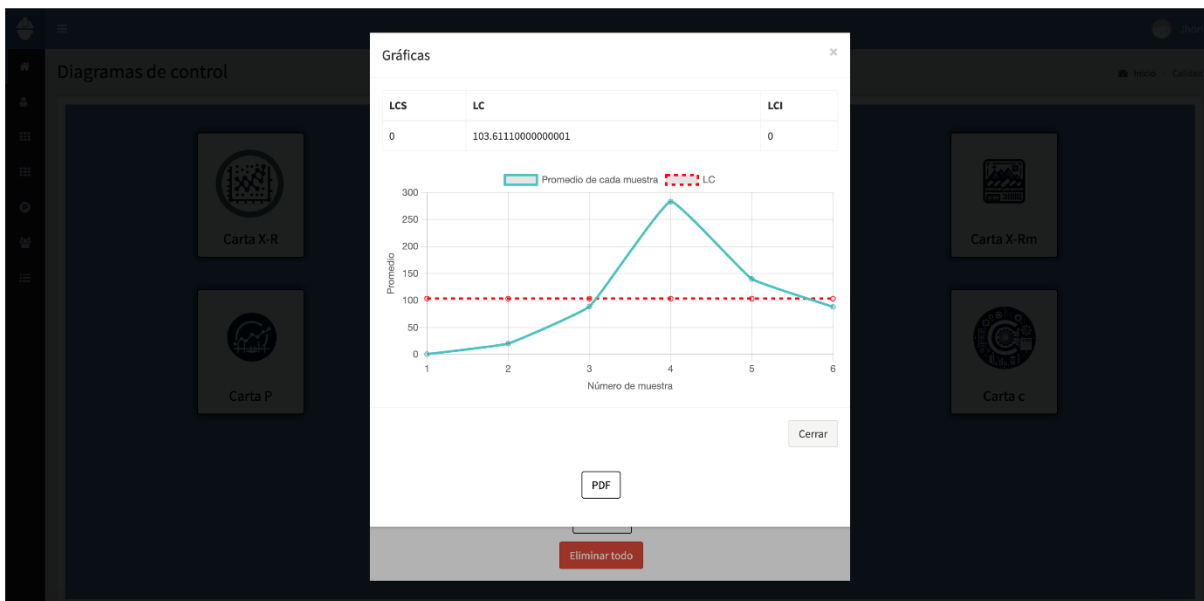 Jhon
Gráficas
×
Diagramas de control
Inicio > Calidad
LCS LC LCI
0 103.61110000000001 0
Promedio de cada muestra LC
300
250
200
150
100
50
0
Promedio
1 2 3 4 5 6
Número de muestra
Carta X-R
Carta X-Rm
Carta P
Carta c
Cerrar
PDF
Eliminar todo